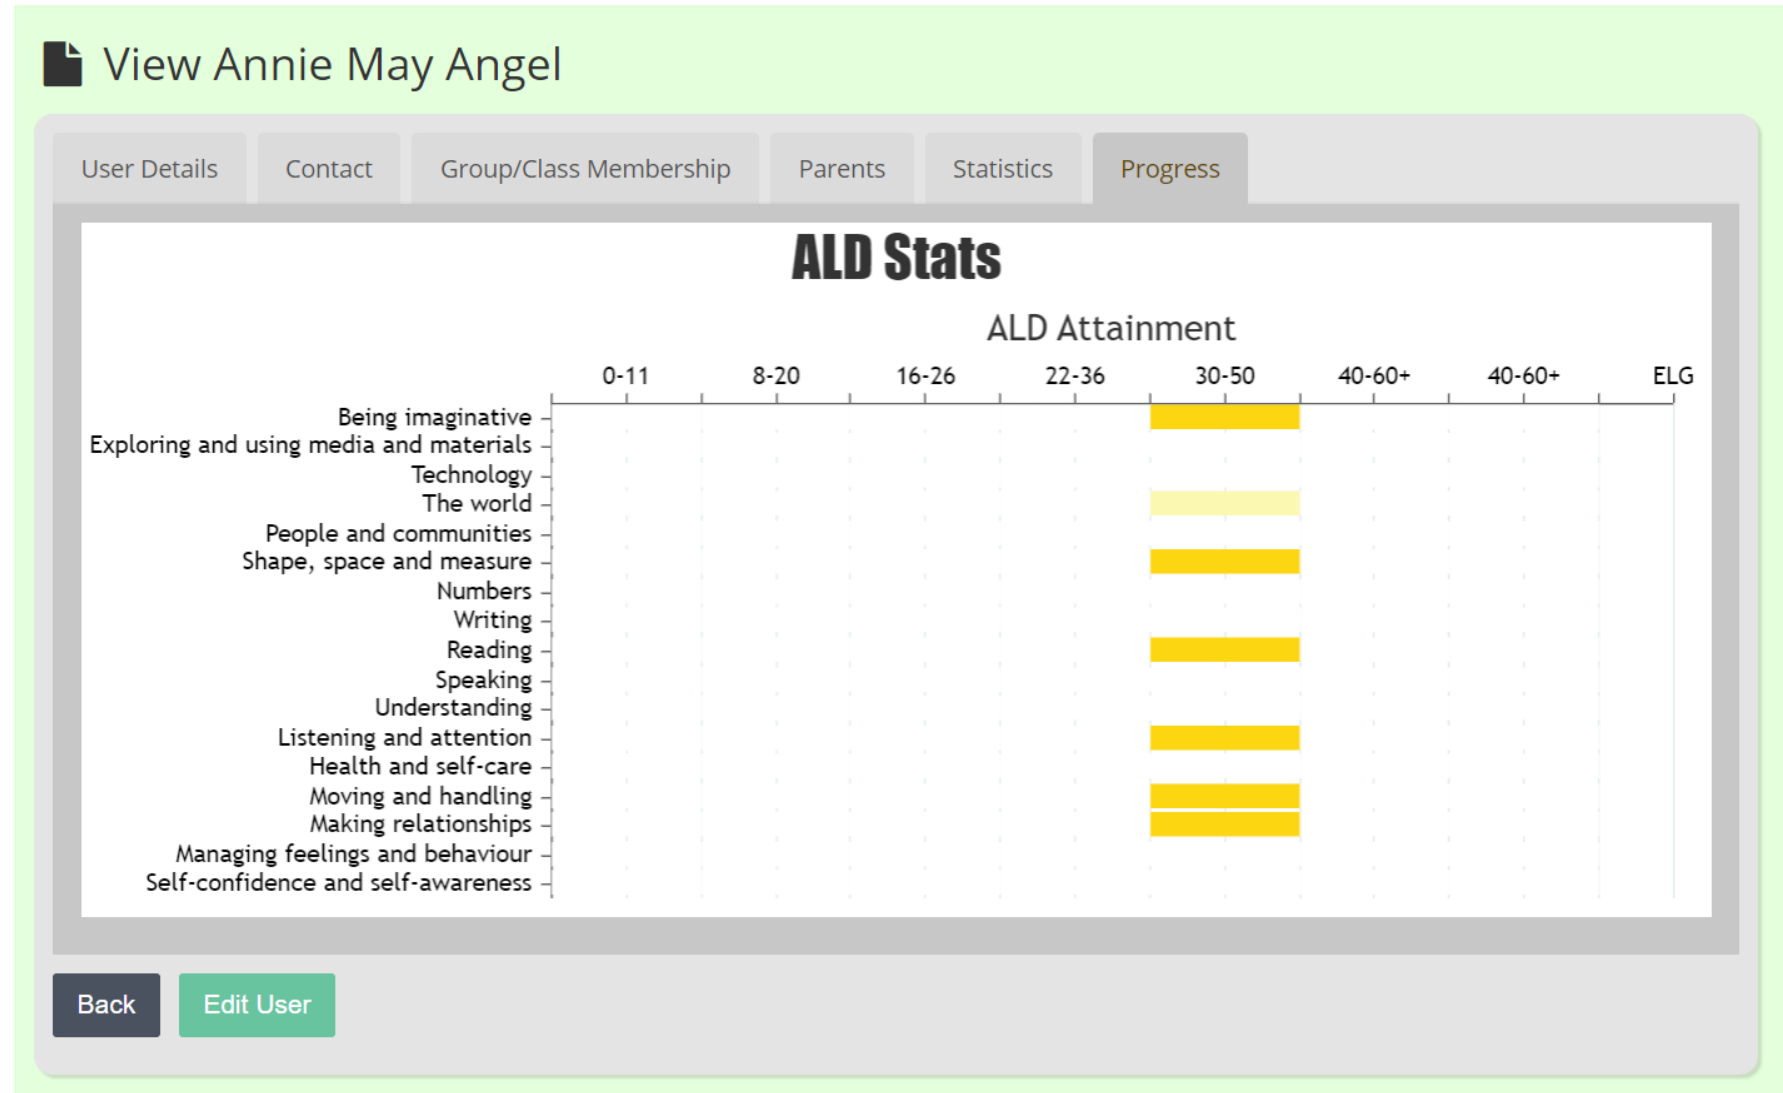 View Annie May Angel
User Details Contact Group/Class Membership Parents Statistics Progress
ALD Stats
ALD Attainment
0-11 8-20 16-26 22-36 30-50 40-60+ 40-60+ ELG
Being imaginative
Exploring and using media and materials
Technology
The world
People and communities
Shape, space and measure
Numbers
Writing
Reading
Speaking
Understanding
Listening and attention
Health and self-care
Moving and handling
Making relationships
Managing feelings and behaviour
Self-confidence and self-awareness
Back Edit User